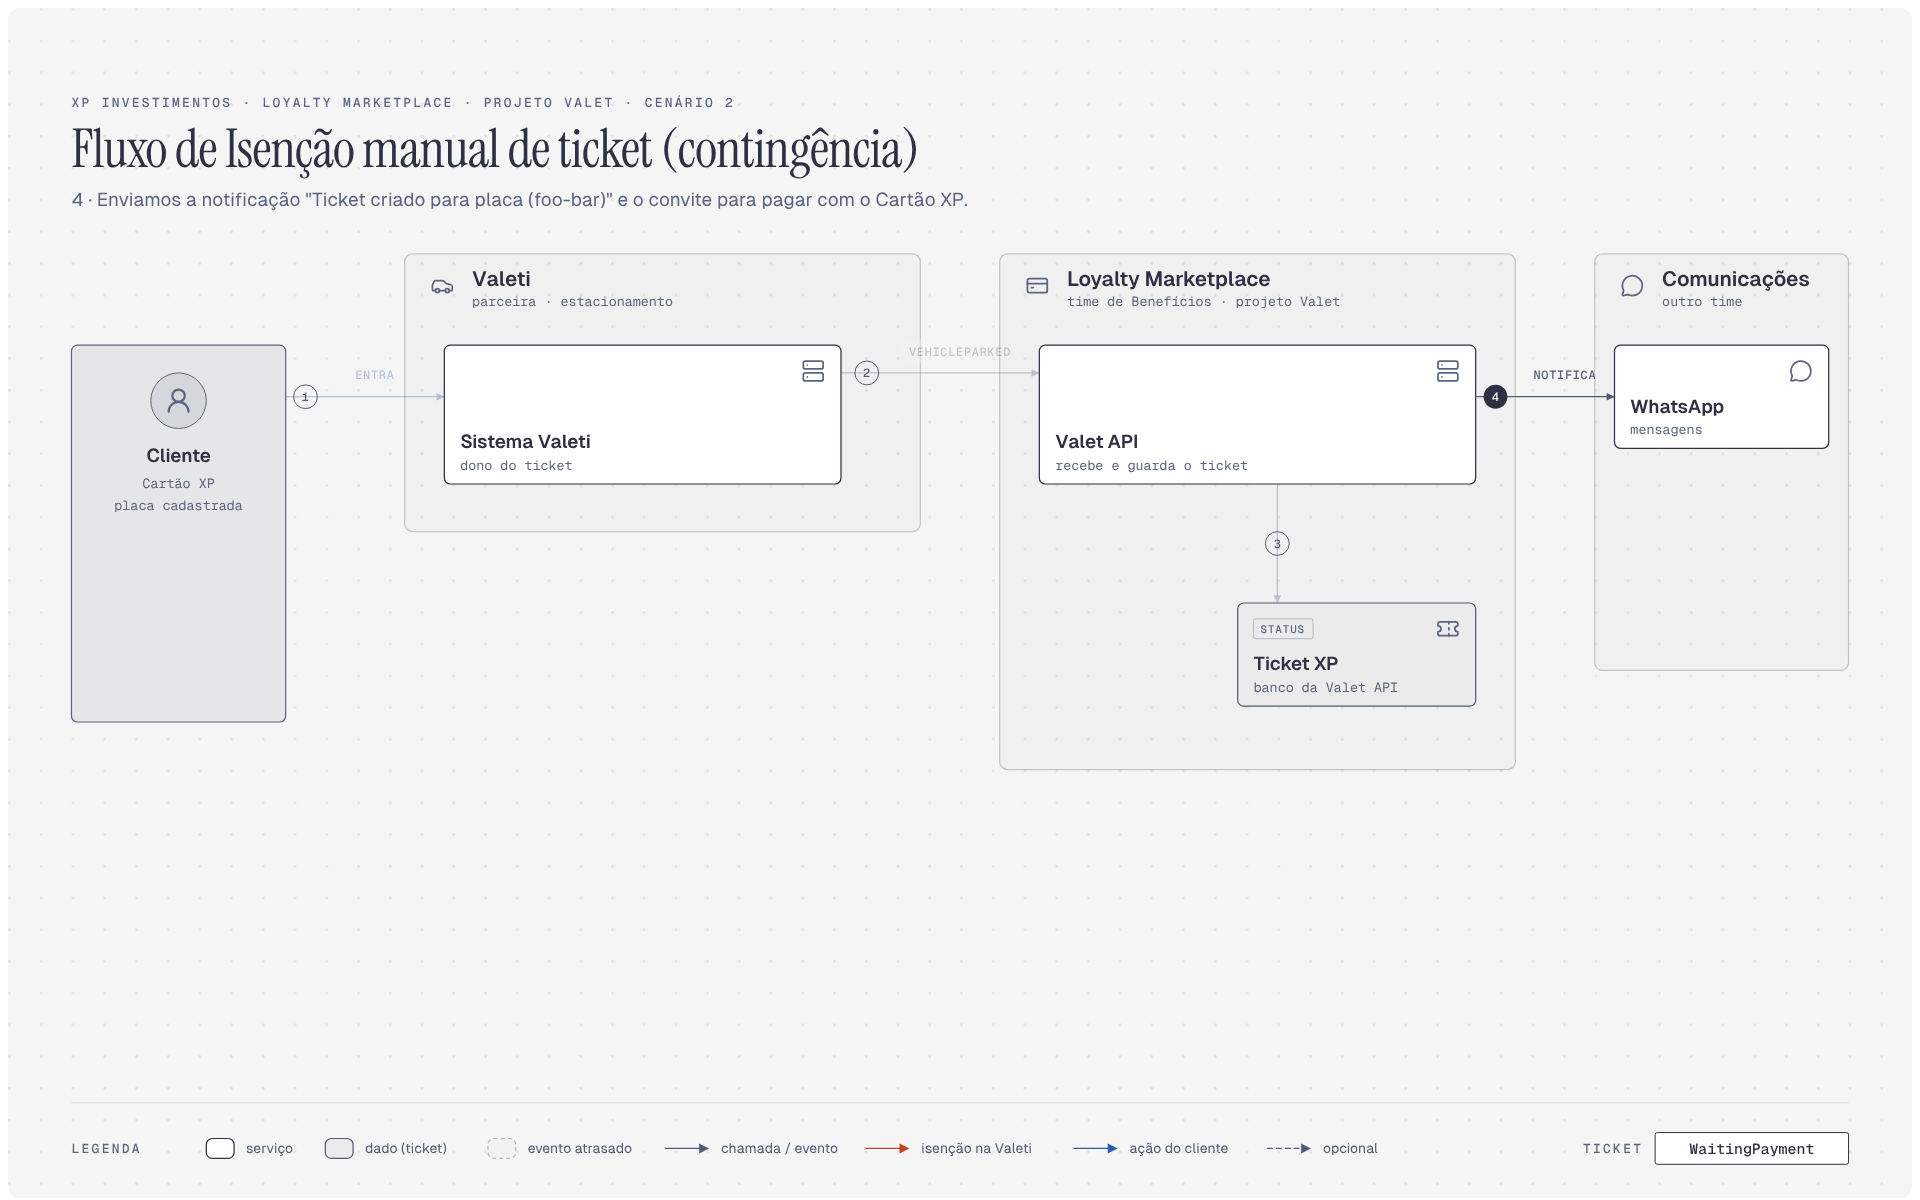 XP INVESTIMENTOS · LOYALTY MARKETPLACE · PROJETO VALET · CENÁRIO 2
Fluxo de Isenção manual de ticket (contingência)
4 · Enviamos a notificação "Ticket criado para placa (foo-bar)" e o convite para pagar com o Cartão XP.
Valeti
parceira · estacionamento
Loyalty Marketplace
time de Benefícios · projeto Valet
Comunicações
outro time
Cliente
Cartão XP
placa cadastrada
1
ENTRA
Sistema Valeti
dono do ticket
2
VEHICLEPARKED
Valet API
recebe e guarda o ticket
4
NOTIFICA
WhatsApp
mensagens
3
STATUS
Ticket XP
banco da Valet API
LEGENDA
serviço
dado (ticket)
evento atrasado
chamada / evento
isenção na Valeti
ação do cliente
opcional
TICKET
WaitingPayment